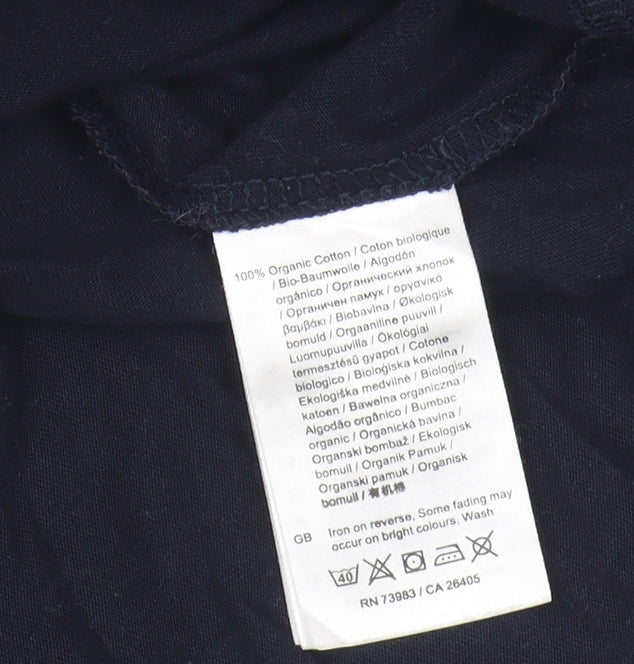 100% Organic Cotton / Coton biologique
/ Bio-Baumwolle / Algodón
orgánico / Органический хлопок
/ Органичен памук / οργανικό
βαμβάκι / Biobavlna / Økologisk
bomuld / Orgaaniline puuvill /
Luomupuuvilla / Ökológiai
termesztésű gyapot / Cotone
biologico / Bioloģiska kokvilna /
Ekologiška medvilnė / Biologisch
katoen / Bawełna organiczna /
Algodão orgânico / Bumbac
organic / Organická bavlna /
Organski bombaž / Ekologisk
bomull / Organik Pamuk /
Organski pamuk / Organisk
bomull / 有机棉
GB Iron on reverse, Some fading may
occur on bright colours, Wash
40
RN 73983 / CA 26405